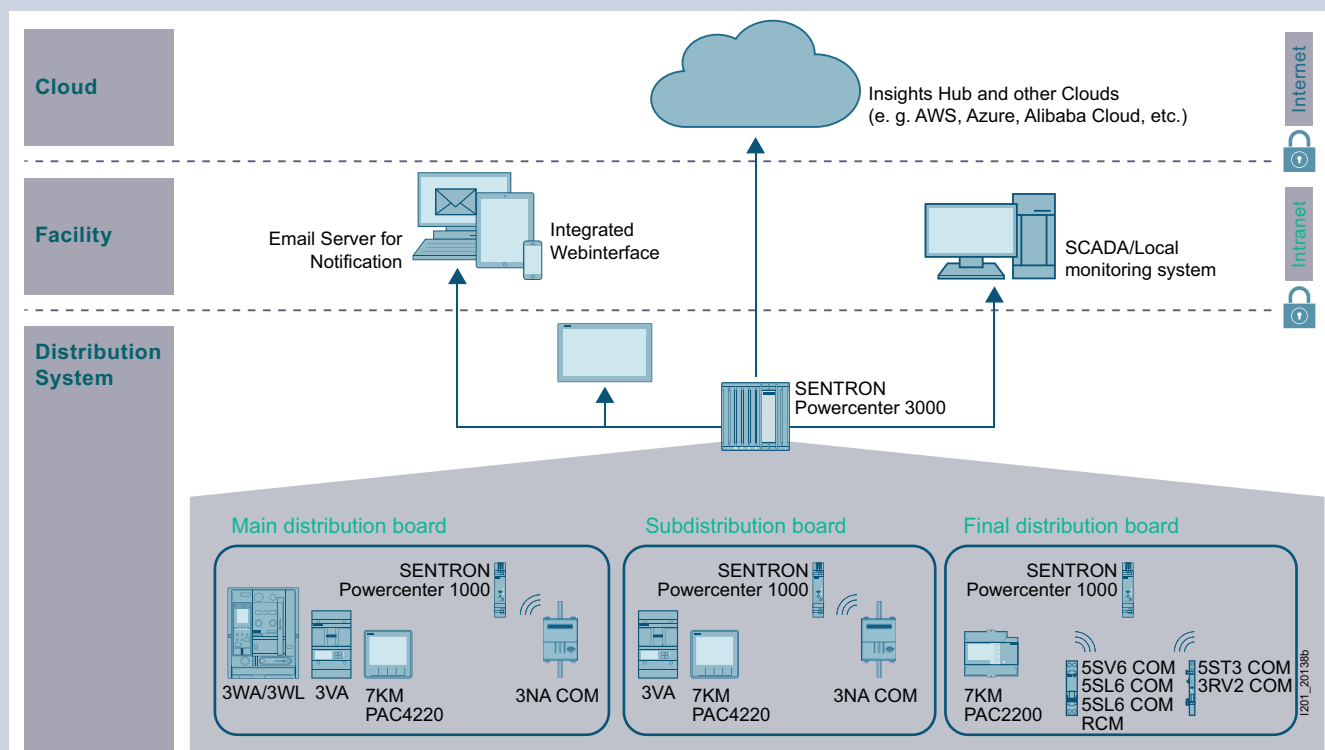 Cloud
Insights Hub and other Clouds
(e. g. AWS, Azure, Alibaba Cloud, etc.)
Internet
Facility
Email Server for
Notification
Integrated
Webinterface
SCADA/Local
monitoring system
Intranet
Distribution
System
SENTRON
Powercenter 3000
Main distribution board
SENTRON
Powercenter 1000
3WA/3WL
3VA
7KM
PAC4220
3NA COM
Subdistribution board
SENTRON
Powercenter 1000
3VA
7KM
PAC4220
3NA COM
Final distribution board
SENTRON
Powercenter 1000
7KM
PAC2200
5SV6 COM
5SL6 COM
5SL6 COM
RCM
5ST3 COM
3RV2 COM
I201_20138b